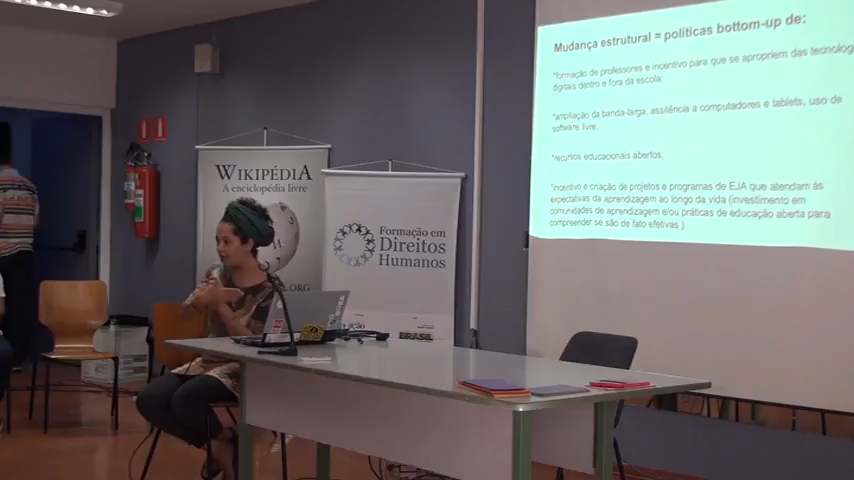 Mudança estrutural = políticas bottom-up de:
*formação de professores e incentivo para que se apropriem das tecnolog
digitais dentro e fora da escola;
*ampliação da banda-larga, assitência a computadores e tablets, uso de
software livre;
*recursos educacionais abertos;
*incentivo e criação de projetos e programas de EJA que atendam às
expectativas da aprendizagem ao longo da vida (investimento em
comunidades de aprendizagem e/ou práticas de educação aberta para
compreender se são de fato efetivas ).
WIKIPÉDIA
A enciclopédia livre
.ORG
Formação em
Direitos
Humanos
BRASIL